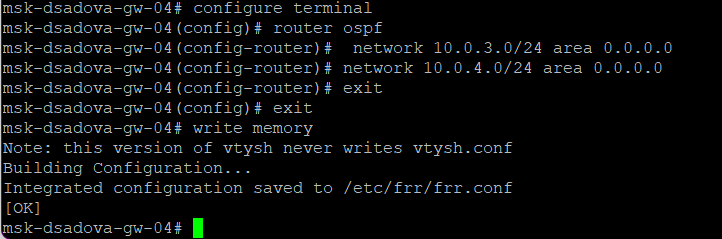 msk-dsadova-gw-04# configure terminal
msk-dsadova-gw-04(config)# router ospf
msk-dsadova-gw-04(config-router)#  network 10.0.3.0/24 area 0.0.0.0
msk-dsadova-gw-04(config-router)# network 10.0.4.0/24 area 0.0.0.0
msk-dsadova-gw-04(config-router)# exit
msk-dsadova-gw-04(config)# exit
msk-dsadova-gw-04# write memory
Note: this version of vtysh never writes vtysh.conf
Building Configuration...
Integrated configuration saved to /etc/frr/frr.conf
[OK]
msk-dsadova-gw-04#